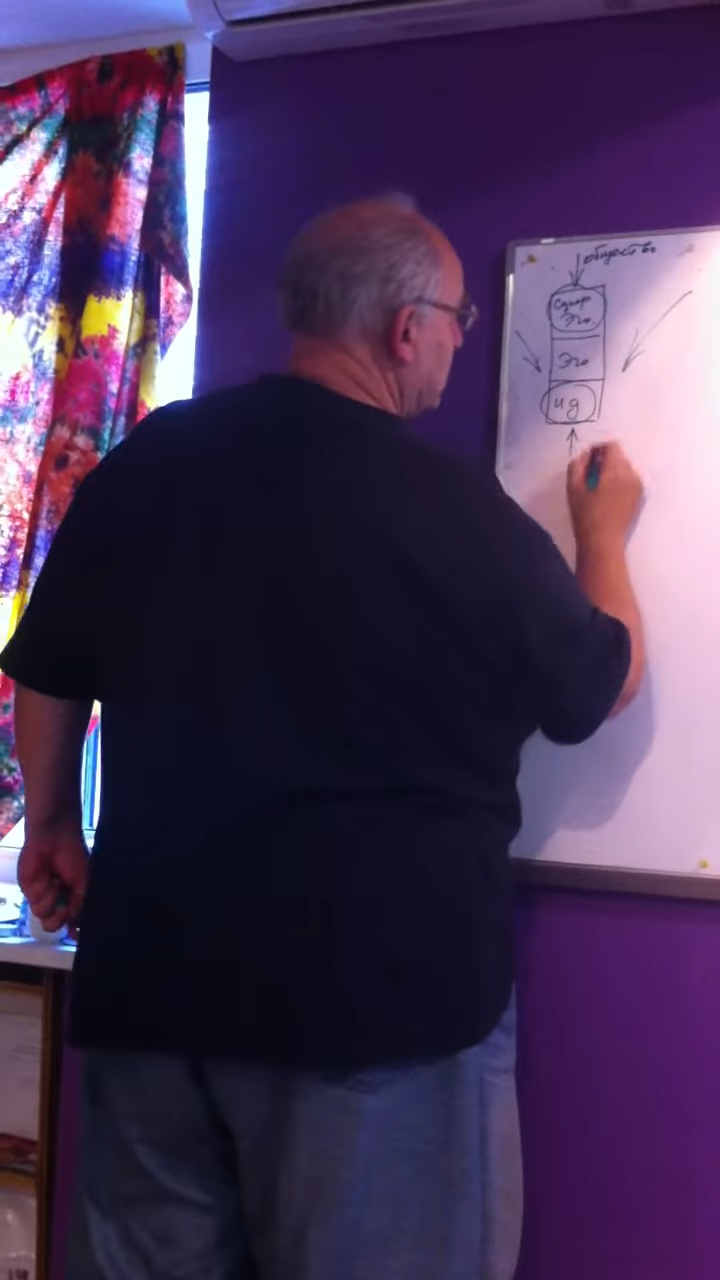 общество
Супер
Эго.
Эго
ид